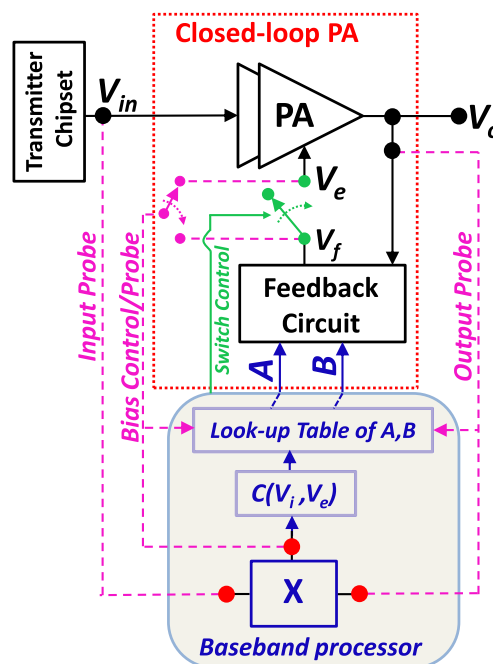 Closed-loop PA
Transmitter
Chipset
V_in
PA
V_e
V_f
Switch Control
Feedback
Circuit
Input Probe
Bias Control/Probe
Output Probe
A
B
Look-up Table of A,B
C(V_i ,V_e)
X
Baseband processor